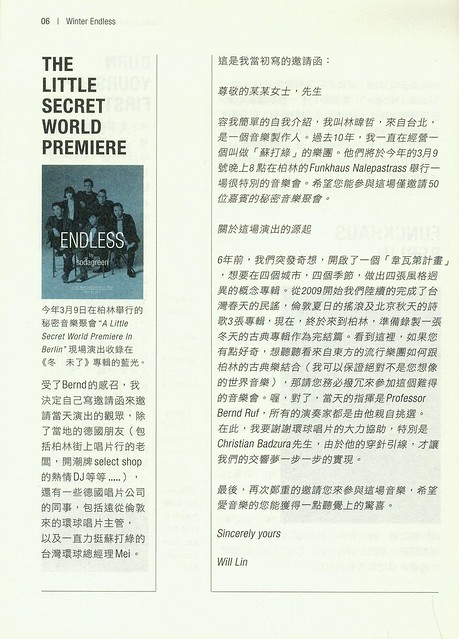 06 | Winter Endless
THE
LITTLE
SECRET
WORLD
PREMIERE
ENDLESS
by
sodagreen
今年3月9日在柏林舉行的
秘密音樂聚會 “A Little
Secret World Premiere In
Berlin” 現場演出收錄在
《冬 未了》專輯的藍光。
受了Bernd的感召，我
決定自己寫邀請函來邀
請當天演出的觀眾，除
了當地的德國朋友（包
括柏林街上唱片行的老
闆，開潮牌select shop
的熱情DJ等等.....），
還有一些德國唱片公司
的同事，包括遠從倫敦
來的環球唱片主管，
以及一直力挺蘇打綠的
台灣環球總經理Mei。
這是我當初寫的邀請函：
尊敬的某某女士，先生
容我簡單的自我介紹，我叫林暐哲，來自台北，
是一個音樂製作人。過去10年，我一直在經營一
個叫做「蘇打綠」的樂團。他們將於今年的3月9
號晚上8點在柏林的Funkhaus Nalepastrass 舉行一
場很特別的音樂會。希望您能參與這場僅邀請50
位嘉賓的秘密音樂聚會。
關於這場演出的源起
6年前，我們突發奇想，開啟了一個「韋瓦第計畫」
，想要在四個城市，四個季節，做出四張風格迥
異的概念專輯。從2009開始我們陸續的完成了台
灣春天的民謠，倫敦夏日的搖滾及北京秋天的詩
歌3張專輯，現在，終於來到柏林，準備錄製一張
冬天的古典專輯作為完結篇。看到這裡，如果您
有點好奇，想聽聽看來自東方的流行樂團如何跟
柏林的古典樂結合（我可以保證絕對不是您想像
的世界音樂），那請您務必撥冗來參加這個難得
的音樂會。喔，對了，當天的指揮是Professor
Bernd Ruf，所有的演奏家都是由他親自挑選。
在此，我要謝謝環球唱片的大力協助，特別是
Christian Badzura先生，由於他的穿針引線，才讓
我們的交響夢一步一步的實現。
最後，再次鄭重的邀請您來參與這場音樂，希望
愛音樂的您能獲得一點聽覺上的驚喜。
Sincerely yours
Will Lin